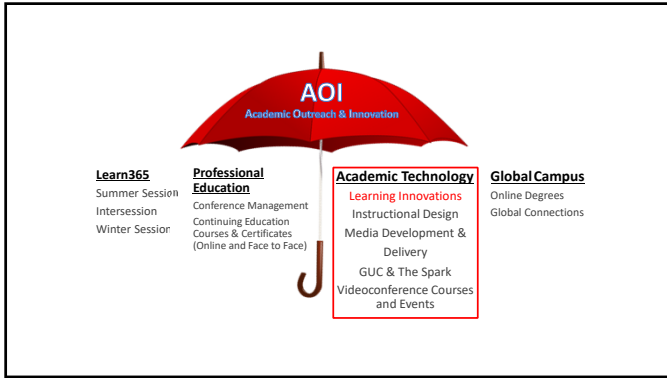 AOI
Academic Outreach & Innovation
Learn365
Summer Session
Intersession
Winter Session
Professional
Education
Conference Management
Continuing Education
Courses & Certificates
(Online and Face to Face)
Academic Technology
Learning Innovations
Instructional Design
Media Development &
Delivery
GUC & The Spark
Videoconference Courses
and Events
Global Campus
Online Degrees
Global Connections